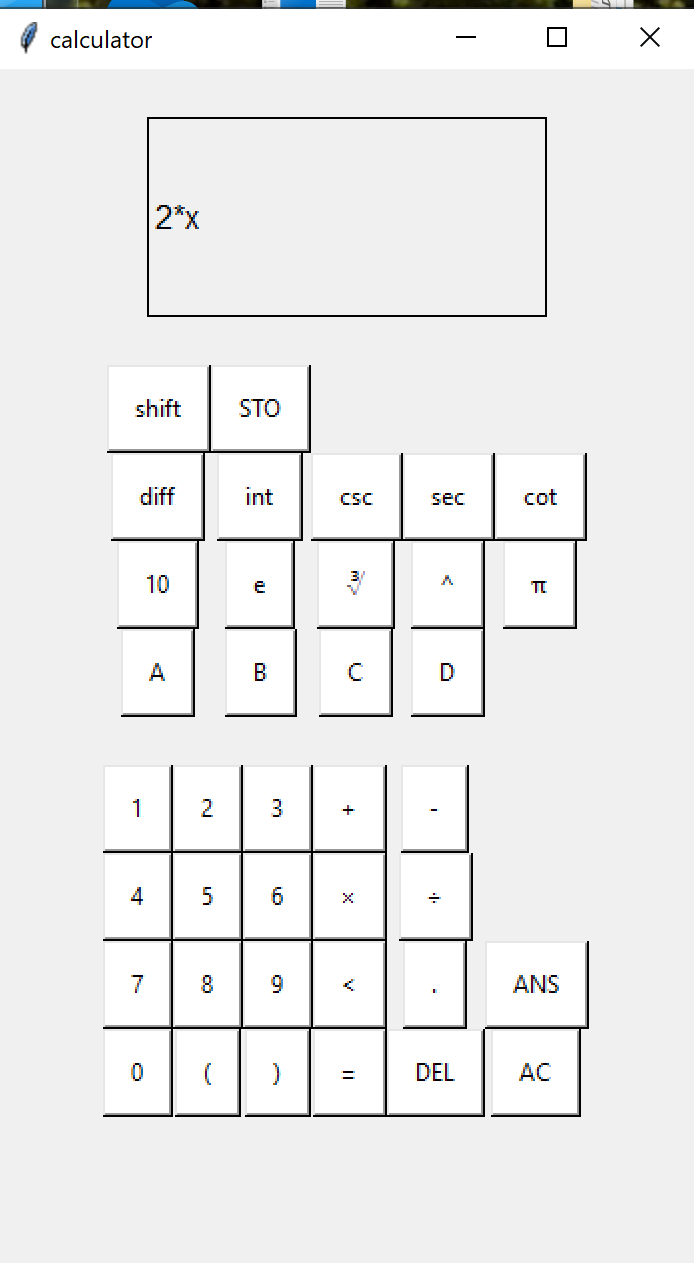 calculator
2*x
shift STO
diff int csc sec cot
10 e ∛ ^ π
A B C D
1 2 3 + -
4 5 6 × ÷
7 8 9 < . ANS
0 ( ) = DEL AC